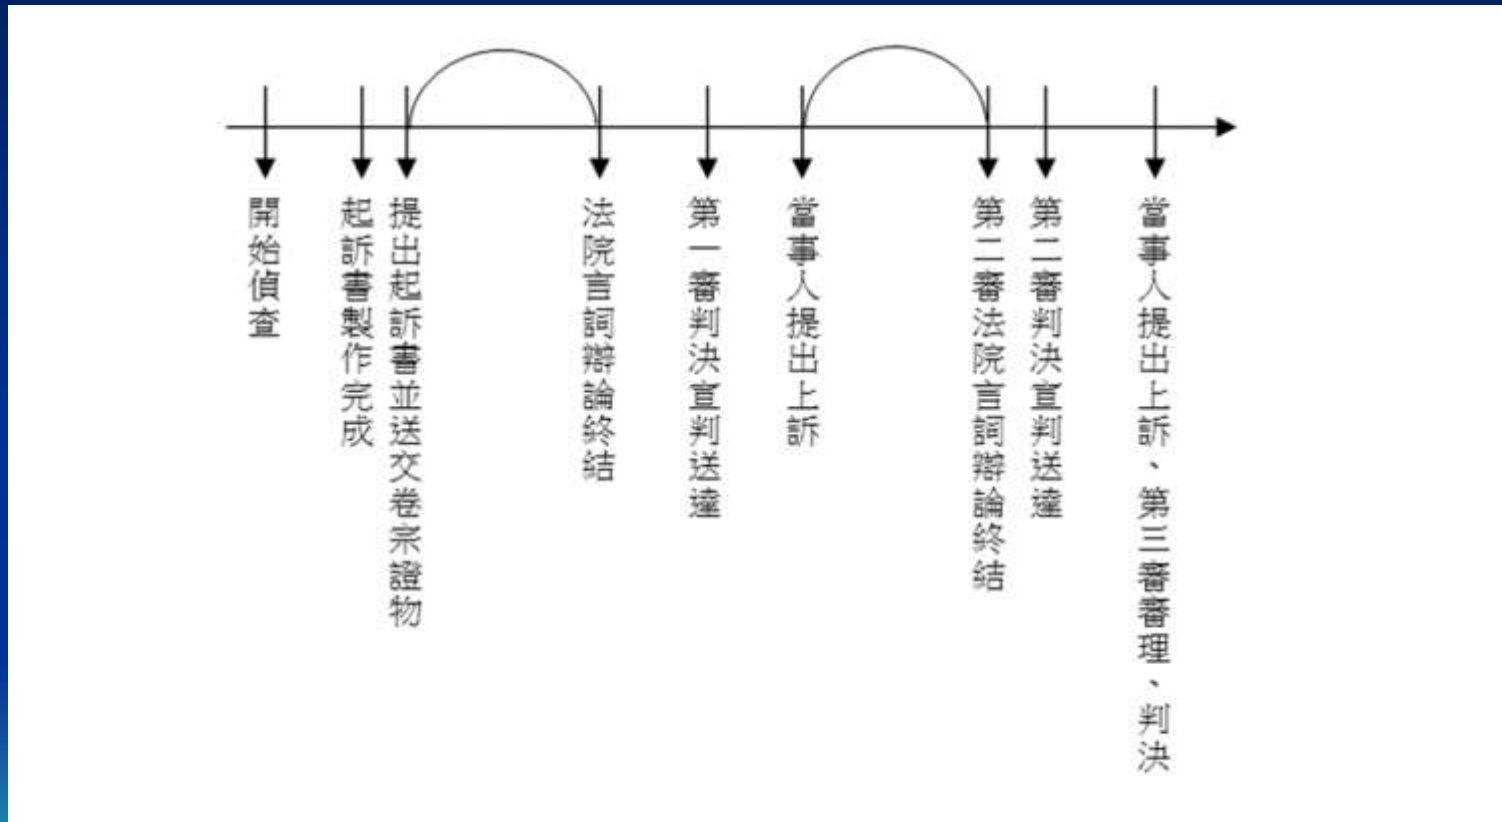 開始偵查
起訴書製作完成
提出起訴書並送交卷宗證物
法院言詞辯論終結
第一審判決宣判送達
當事人提出上訴
第二審法院言詞辯論終結
第二審判決宣判送達
當事人提出上訴、第三審審理、判決